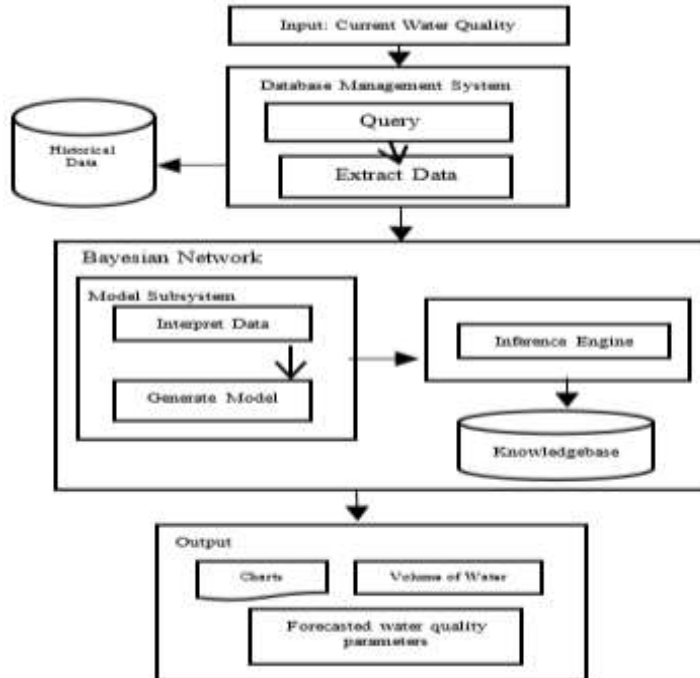 Input: Current Water Quality
Database Management System
Query
Historical
Data
Extract Data
Bayesian Network
Model Subsystem
Interpret Data
Inference Engine
Generate Model
Knowledgebase
Output
Charts
Volume of Water
Forecasted water quality
parameters